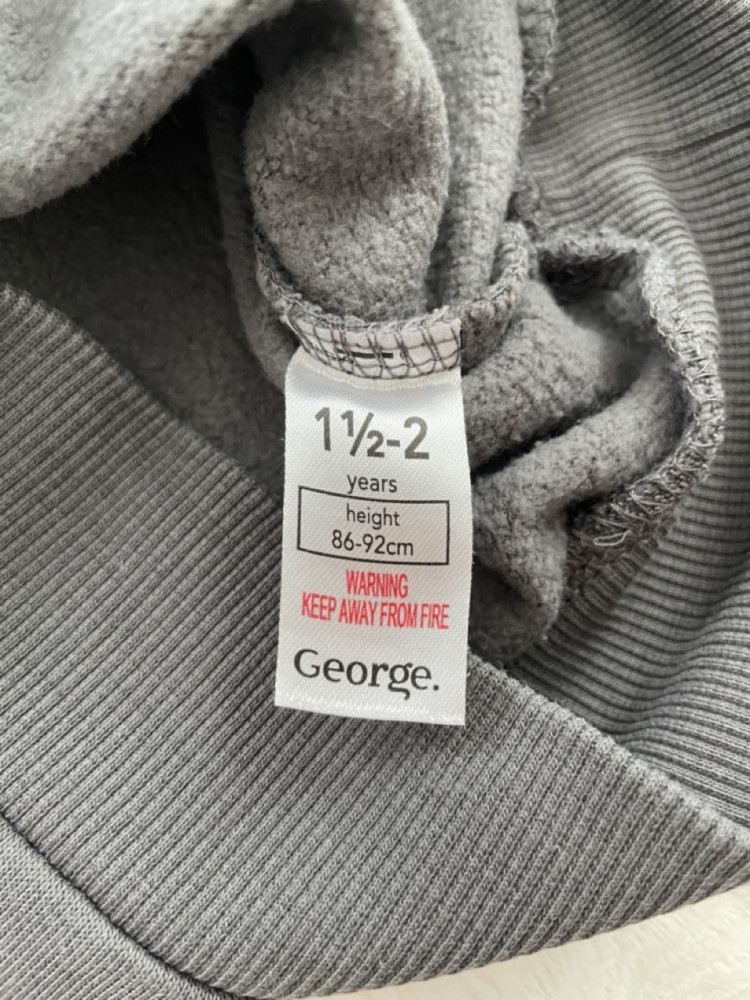 1½-2
years
height
86-92cm
WARNING
KEEP AWAY FROM FIRE
George.